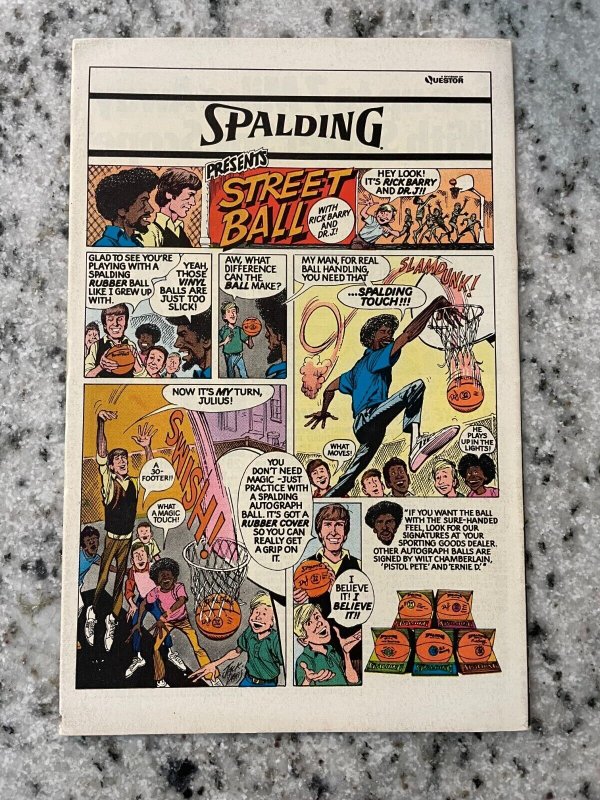 QUESTOR
SPALDING
PRESENTS
STREET
BALL
WITH
RICK BARRY
AND
DR. J!
HEY LOOK!
IT'S RICK BARRY
AND DR. J!!
GLAD TO SEE YOU'RE
PLAYING WITH A
SPALDING
RUBBER BALL
LIKE I GREW UP
WITH.
YEAH,
THOSE
VINYL
BALLS ARE
JUST TOO
SLICK!
AW, WHAT
DIFFERENCE
CAN THE
BALL MAKE?
MY MAN, FOR REAL
BALL HANDLING,
YOU NEED THAT
...SPALDING
TOUCH!!!
SLAMDUNK!
WHAT
MOVES!
HE
PLAYS
UP IN THE
LIGHTS!
NOW IT'S MY TURN,
JULIUS!
A
30-
FOOTER!!
WHAT
A MAGIC
TOUCH!
SWISH!
YOU
DON'T NEED
MAGIC -JUST
PRACTICE WITH
A SPALDING
AUTOGRAPH
BALL. IT'S GOT A
RUBBER COVER
SO YOU CAN
REALLY GET
A GRIP ON
IT.
I
BELIEVE
IT! I
BELIEVE
IT!!
"IF YOU WANT THE BALL
WITH THE SURE-HANDED
FEEL, LOOK FOR OUR
SIGNATURES AT YOUR
SPORTING GOODS DEALER.
OTHER AUTOGRAPH BALLS ARE
SIGNED BY WILT CHAMBERLAIN,
'PISTOL PETE' AND 'ERNIE D.'"